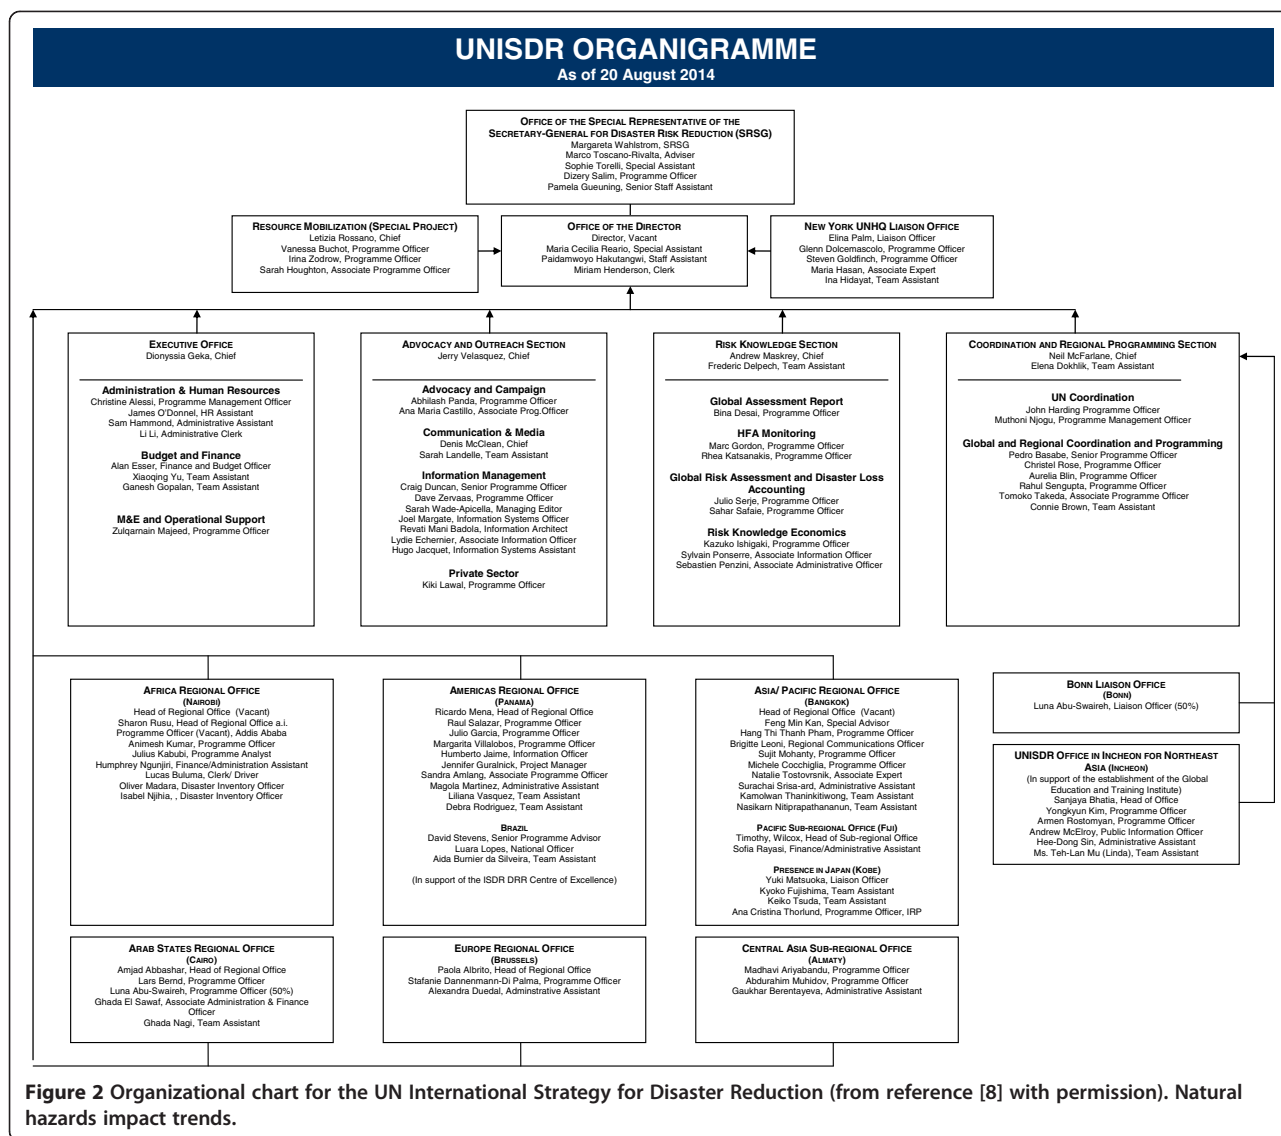 UNISDR ORGANIGRAMME
As of 20 August 2014
OFFICE OF THE SPECIAL REPRESENTATIVE OF THE
SECRETARY-GENERAL FOR DISASTER RISK REDUCTION (SRSG)
Margareta Wahlstrom, SRSG
Marco Toscano-Rivalta, Adviser
Sophie Torelli, Special Assistant
Dizery Salim, Programme Officer
Pamela Gueuning, Senior Staff Assistant
RESOURCE MOBILIZATION (SPECIAL PROJECT)
Letizia Rossano, Chief
Vanessa Buchot, Programme Officer
Irina Zodrow, Programme Officer
Sarah Houghton, Associate Programme Officer
OFFICE OF THE DIRECTOR
Director, Vacant
Maria Cecilia Reario, Special Assistant
Paidamwoyo Hakutangwi, Staff Assistant
Miriam Henderson, Clerk
NEW YORK UNHQ LIAISON OFFICE
Elina Palm, Liaison Officer
Glenn Dolcemascolo, Programme Officer
Steven Goldfinch, Programme Officer
Maria Hasan, Associate Expert
Ina Hidayat, Team Assistant
EXECUTIVE OFFICE
Dionyssia Geka, Chief
Administration & Human Resources
Christine Alessi, Programme Management Officer
James O'Donnel, HR Assistant
Sam Hammond, Administrative Assistant
Li Li, Administrative Clerk
Budget and Finance
Alan Esser, Finance and Budget Officer
Xiaoqing Yu, Team Assistant
Ganesh Gopalan, Team Assistant
M&E and Operational Support
Zulqarnain Majeed, Programme Officer
ADVOCACY AND OUTREACH SECTION
Jerry Velasquez, Chief
Advocacy and Campaign
Abhilash Panda, Programme Officer
Ana Maria Castillo, Associate Prog.Officer
Communication & Media
Denis McClean, Chief
Sarah Landelle, Team Assistant
Information Management
Craig Duncan, Senior Programme Officer
Dave Zervaas, Programme Officer
Sarah Wade-Apicella, Managing Editor
Joel Margate, Information Systems Officer
Revati Mani Badola, Information Architect
Lydie Echernier, Associate Information Officer
Hugo Jacquet, Information Systems Assistant
Private Sector
Kiki Lawal, Programme Officer
RISK KNOWLEDGE SECTION
Andrew Maskrey, Chief
Frederic Delpech, Team Assistant
Global Assessment Report
Bina Desai, Programme Officer
HFA Monitoring
Marc Gordon, Programme Officer
Rhea Katsanakis, Programme Officer
Global Risk Assessment and Disaster Loss
Accounting
Julio Serje, Programme Officer
Sahar Safaie, Programme Officer
Risk Knowledge Economics
Kazuko Ishigaki, Programme Officer
Sylvain Ponserre, Associate Information Officer
Sebastien Penzini, Associate Administrative Officer
COORDINATION AND REGIONAL PROGRAMMING SECTION
Neil McFarlane, Chief
Elena Dokhlik, Team Assistant
UN Coordination
John Harding Programme Officer
Muthoni Njogu, Programme Management Officer
Global and Regional Coordination and Programming
Pedro Basabe, Senior Programme Officer
Christel Rose, Programme Officer
Aurelia Blin, Programme Officer
Rahul Sengupta, Programme Officer
Tomoko Takeda, Associate Programme Officer
Connie Brown, Team Assistant
AFRICA REGIONAL OFFICE
(NAIROBI)
Head of Regional Office (Vacant)
Sharon Rusu, Head of Regional Office a.i.
Programme Officer (Vacant), Addis Ababa
Animesh Kumar, Programme Officer
Julius Kabubi, Programme Analyst
Humphrey Ngunjiri, Finance/Administration Assistant
Lucas Buluma, Clerk/ Driver
Oliver Madara, Disaster Inventory Officer
Isabel Njihia, , Disaster Inventory Officer
AMERICAS REGIONAL OFFICE
(PANAMA)
Ricardo Mena, Head of Regional Office
Raul Salazar, Programme Officer
Julio Garcia, Programme Officer
Margarita Villalobos, Programme Officer
Humberto Jaime, Information Officer
Jennifer Guralnick, Project Manager
Sandra Amlang, Associate Programme Officer
Magola Martinez, Administrative Assistant
Liliana Vasquez, Team Assistant
Debra Rodriguez, Team Assistant
BRAZIL
David Stevens, Senior Programme Advisor
Luara Lopes, National Officer
Aida Burnier da Silveira, Team Assistant
(In support of the ISDR DRR Centre of Excellence)
ASIA/ PACIFIC REGIONAL OFFICE
(BANGKOK)
Head of Regional Office (Vacant)
Feng Min Kan, Special Advisor
Hang Thi Thanh Pham, Programme Officer
Brigitte Leoni, Regional Communications Officer
Sujit Mohanty, Programme Officer
Michele Cocchiglia, Programme Officer
Natalie Tostovrsnik, Associate Expert
Surachai Srisa-ard, Administrative Assistant
Kamolwan Thaninkitiwong, Team Assistant
Nasikarn Nitiprapathananun, Team Assistant
PACIFIC SUB-REGIONAL OFFICE (FIJI)
Timothy, Wilcox, Head of Sub-regional Office
Sofia Rayasi, Finance/Administrative Assistant
PRESENCE IN JAPAN (KOBE)
Yuki Matsuoka, Liaison Officer
Kyoko Fujishima, Team Assistant
Keiko Tsuda, Team Assistant
Ana Cristina Thorlund, Programme Officer, IRP
BONN LIAISON OFFICE
(BONN)
Luna Abu-Swaireh, Liaison Officer (50%)
UNISDR OFFICE IN INCHEON FOR NORTHEAST
ASIA (INCHEON)
(In support of the establishment of the Global
Education and Training Institute)
Sanjaya Bhatia, Head of Office
Yongkyun Kim, Programme Officer
Armen Rostomyan, Programme Officer
Andrew McElroy, Public Information Officer
Hee-Dong Sin, Administrative Assistant
Ms. Teh-Lan Mu (Linda), Team Assistant
ARAB STATES REGIONAL OFFICE
(CAIRO)
Amjad Abbashar, Head of Regional Office
Lars Bernd, Programme Officer
Luna Abu-Swaireh, Programme Officer (50%)
Ghada El Sawaf, Associate Administration & Finance
Officer
Ghada Nagi, Team Assistant
EUROPE REGIONAL OFFICE
(BRUSSELS)
Paola Albrito, Head of Regional Office
Stafanie Dannenmann-Di Palma, Programme Officer
Alexandra Duedal, Adminstrative Assistant
CENTRAL ASIA SUB-REGIONAL OFFICE
(ALMATY)
Madhavi Ariyabandu, Programme Officer
Abdurahim Muhidov, Programme Officer
Gaukhar Berentayeva, Administrative Assistant
Figure 2 Organizational chart for the UN International Strategy for Disaster Reduction (from reference [8] with permission). Natural
hazards impact trends.